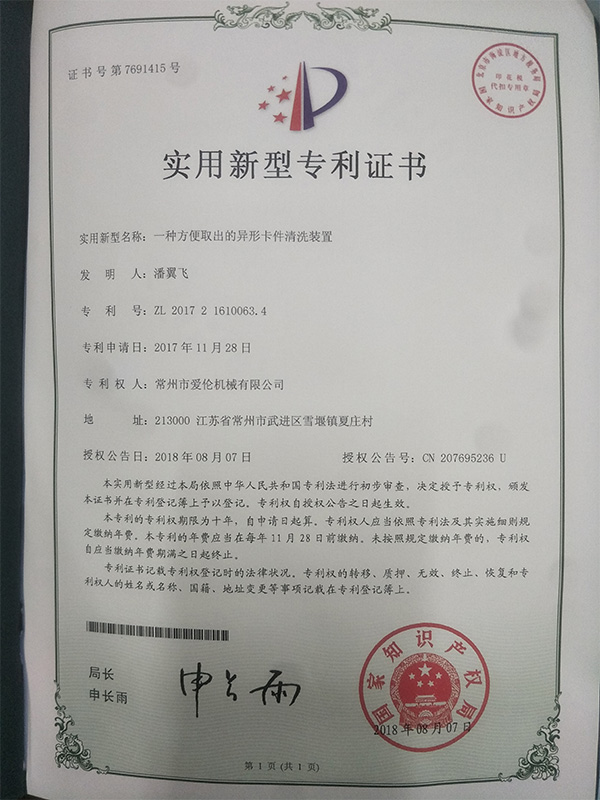 证书号第7691415号
印花税
代扣专用章
国家知识产权局
实用新型专利证书
实用新型名称：一种方便取出的异形卡件清洗装置
发明人：潘翼飞
专利号：ZL 2017 2 1610063.4
专利申请日：2017年11月28日
专利权人：常州市爱伦机械有限公司
地址：213000 江苏省常州市武进区雪堰镇夏庄村
授权公告日：2018年08月07日 授权公告号：CN 207695236 U
本实用新型经过本局依照中华人民共和国专利法进行初步审查，决定授予专利权，颁发
本证书并在专利登记簿上予以登记。专利权自授权公告之日起生效。
本专利的专利权期限为十年，自申请日起算。专利权人应当依照专利法及其实施细则规
定缴纳年费。本专利的年费应当在每年11月28日前缴纳。未按照规定缴纳年费的，专利权
自应当缴纳年费期满之日起终止。
专利证书记载专利权登记时的法律状况。专利权的转移、质押、无效、终止、恢复和专
利权人的姓名或名称、国籍、地址变更等事项记载在专利登记簿上。
局长
申长雨
申长雨
国家知识产权局
2018年08月07日
第1页(共1页)